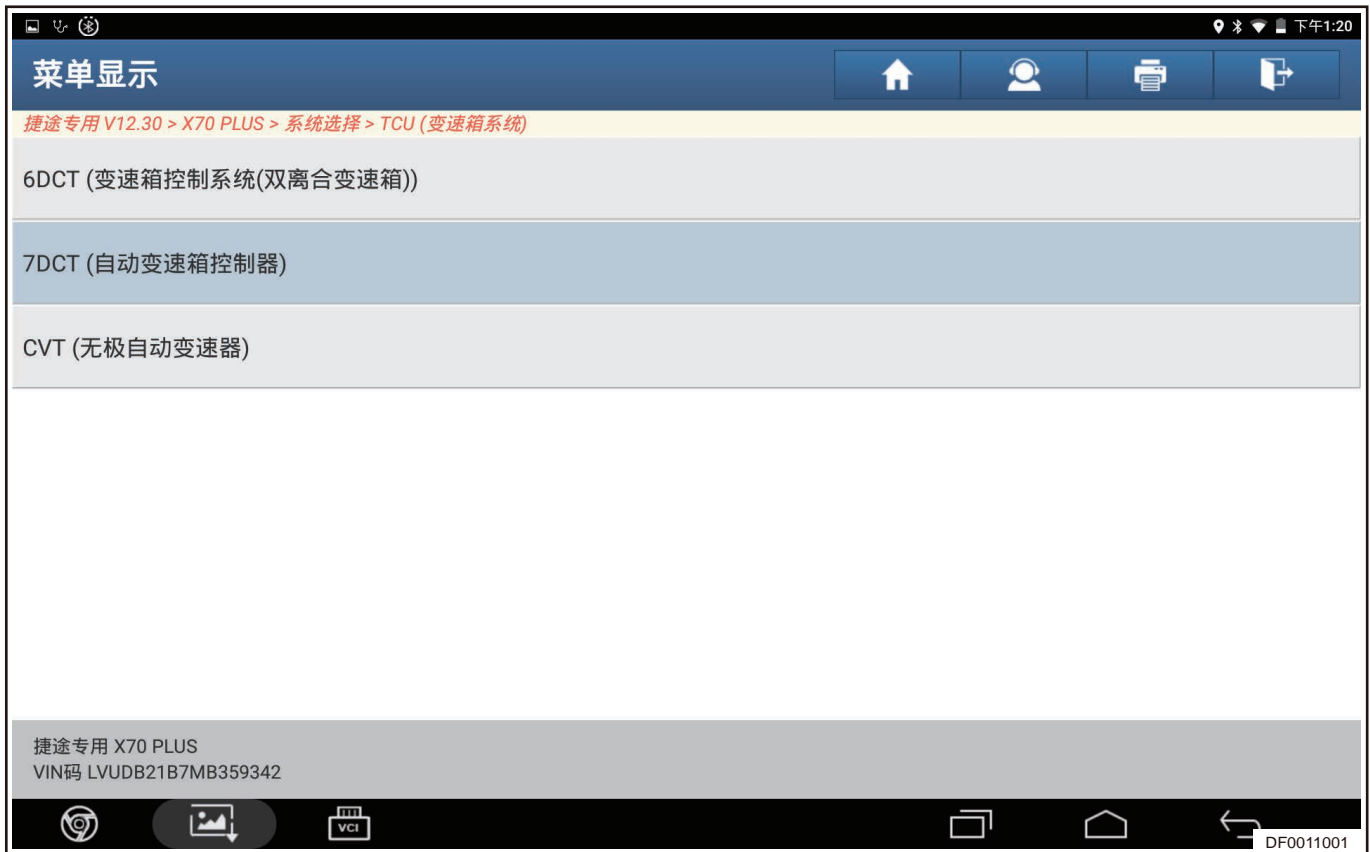 下午1:20
菜单显示
捷途专用 V12.30 > X70 PLUS > 系统选择 > TCU (变速箱系统)
6DCT (变速箱控制系统(双离合变速箱))
7DCT (自动变速箱控制器)
CVT (无极自动变速器)
捷途专用 X70 PLUS
VIN码 LVUDB21B7MB359342
VCI
DF0011001